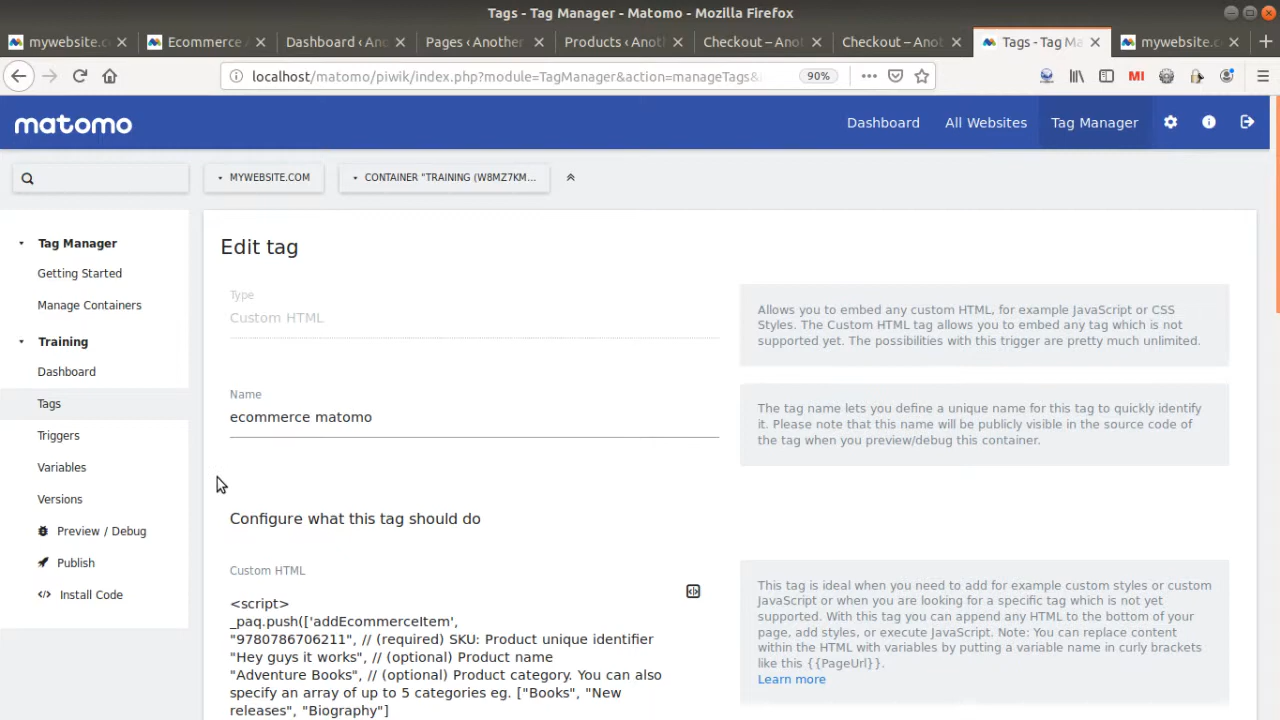 Tags - Tag Manager - Matomo - Mozilla Firefox
mywebsite.c
Ecommerce A
Dashboard ‹ Ano
Pages ‹ Another
Products ‹ Anot
Checkout – Ano
Checkout – Ano
Tags - Tag Ma
mywebsite.c
localhost/matomo/piwik/index.php?module=TagManager&action=manageTags&
90%
MI
matomo
Dashboard
All Websites
Tag Manager
MYWEBSITE.COM
CONTAINER "TRAINING (W8MZ7KM...
Tag Manager
Getting Started
Manage Containers
Training
Dashboard
Tags
Triggers
Variables
Versions
Preview / Debug
Publish
Install Code
Edit tag
Type
Custom HTML
Allows you to embed any custom HTML, for example JavaScript or CSS
Styles. The Custom HTML tag allows you to embed any tag which is not
supported yet. The possibilities with this trigger are pretty much unlimited.
Name
ecommerce matomo
The tag name lets you define a unique name for this tag to quickly identify
it. Please note that this name will be publicly visible in the source code of
the tag when you preview/debug this container.
Configure what this tag should do
Custom HTML
<script>
_paq.push(['addEcommerceItem',
"9780786706211", // (required) SKU: Product unique identifier
"Hey guys it works", // (optional) Product name
"Adventure Books", // (optional) Product category. You can also
specify an array of up to 5 categories eg. ["Books", "New
releases", "Biography"]
This tag is ideal when you need to add for example custom styles or custom
JavaScript or when you are looking for a specific tag which is not yet
supported. With this tag you can append any HTML to the bottom of your
page, add styles, or execute JavaScript. Note: You can replace content
within the HTML with variables by putting a variable name in curly brackets
like this {{PageUrl}}.
Learn more